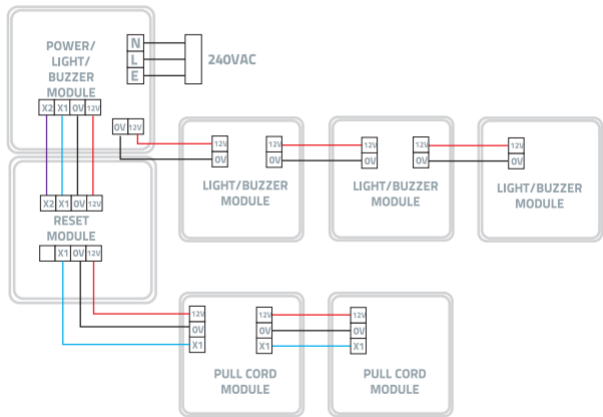 POWER/
LIGHT/
BUZZER
MODULE
N
L
E
240VAC
X2 X1 0V 12V
0V 12V
12V
0V
12V
0V
LIGHT/BUZZER
MODULE
12V
0V
12V
0V
LIGHT/BUZZER
MODULE
12V
0V
LIGHT/BUZZER
MODULE
X2 X1 0V 12V
RESET
MODULE
X1 0V 12V
12V
0V
X1
12V
0V
X1
PULL CORD
MODULE
12V
0V
X1
PULL CORD
MODULE